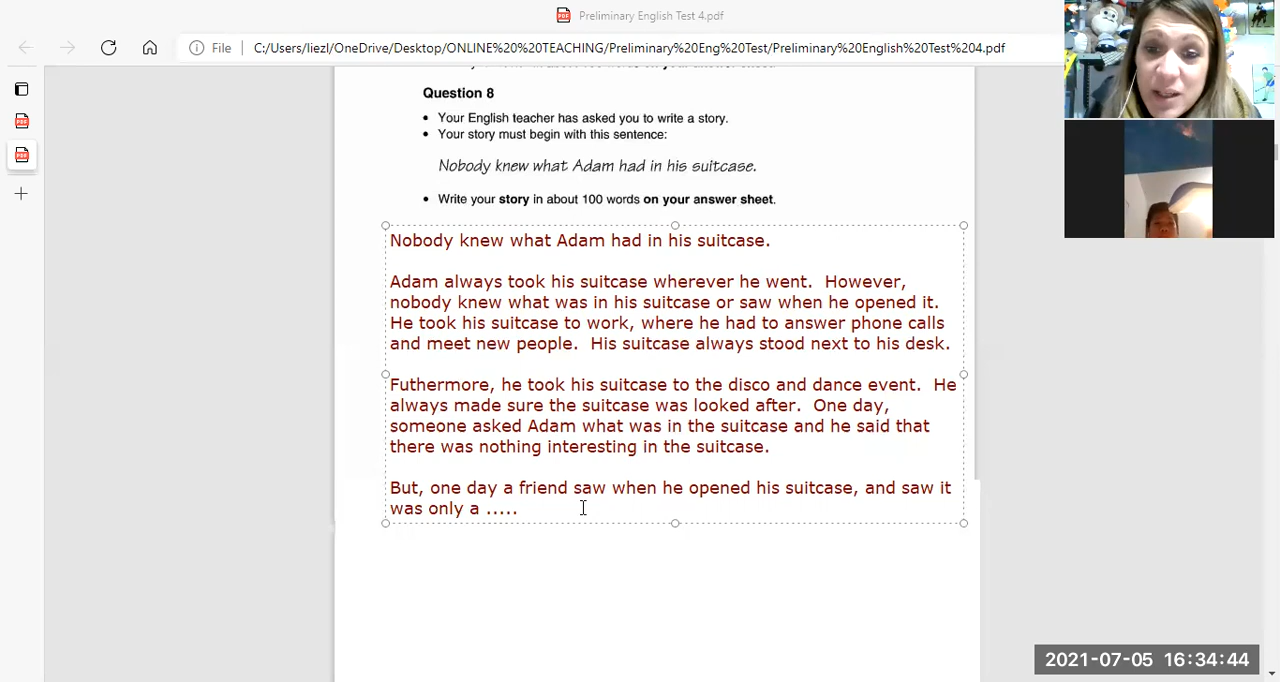 Preliminary English Test 4.pdf
File
C:/Users/liezl/OneDrive/Desktop/ONLINE%20%20TEACHING/Preliminary%20Eng%20Test/Preliminary%20English%20Test%204.pdf
Question 8
• Your English teacher has asked you to write a story.
• Your story must begin with this sentence:
Nobody knew what Adam had in his suitcase.
• Write your story in about 100 words on your answer sheet.
Nobody knew what Adam had in his suitcase.
Adam always took his suitcase wherever he went. However,
nobody knew what was in his suitcase or saw when he opened it.
He took his suitcase to work, where he had to answer phone calls
and meet new people. His suitcase always stood next to his desk.
Futhermore, he took his suitcase to the disco and dance event. He
always made sure the suitcase was looked after. One day,
someone asked Adam what was in the suitcase and he said that
there was nothing interesting in the suitcase.
But, one day a friend saw when he opened his suitcase, and saw it
was only a .....
2021-07-05 16:34:44